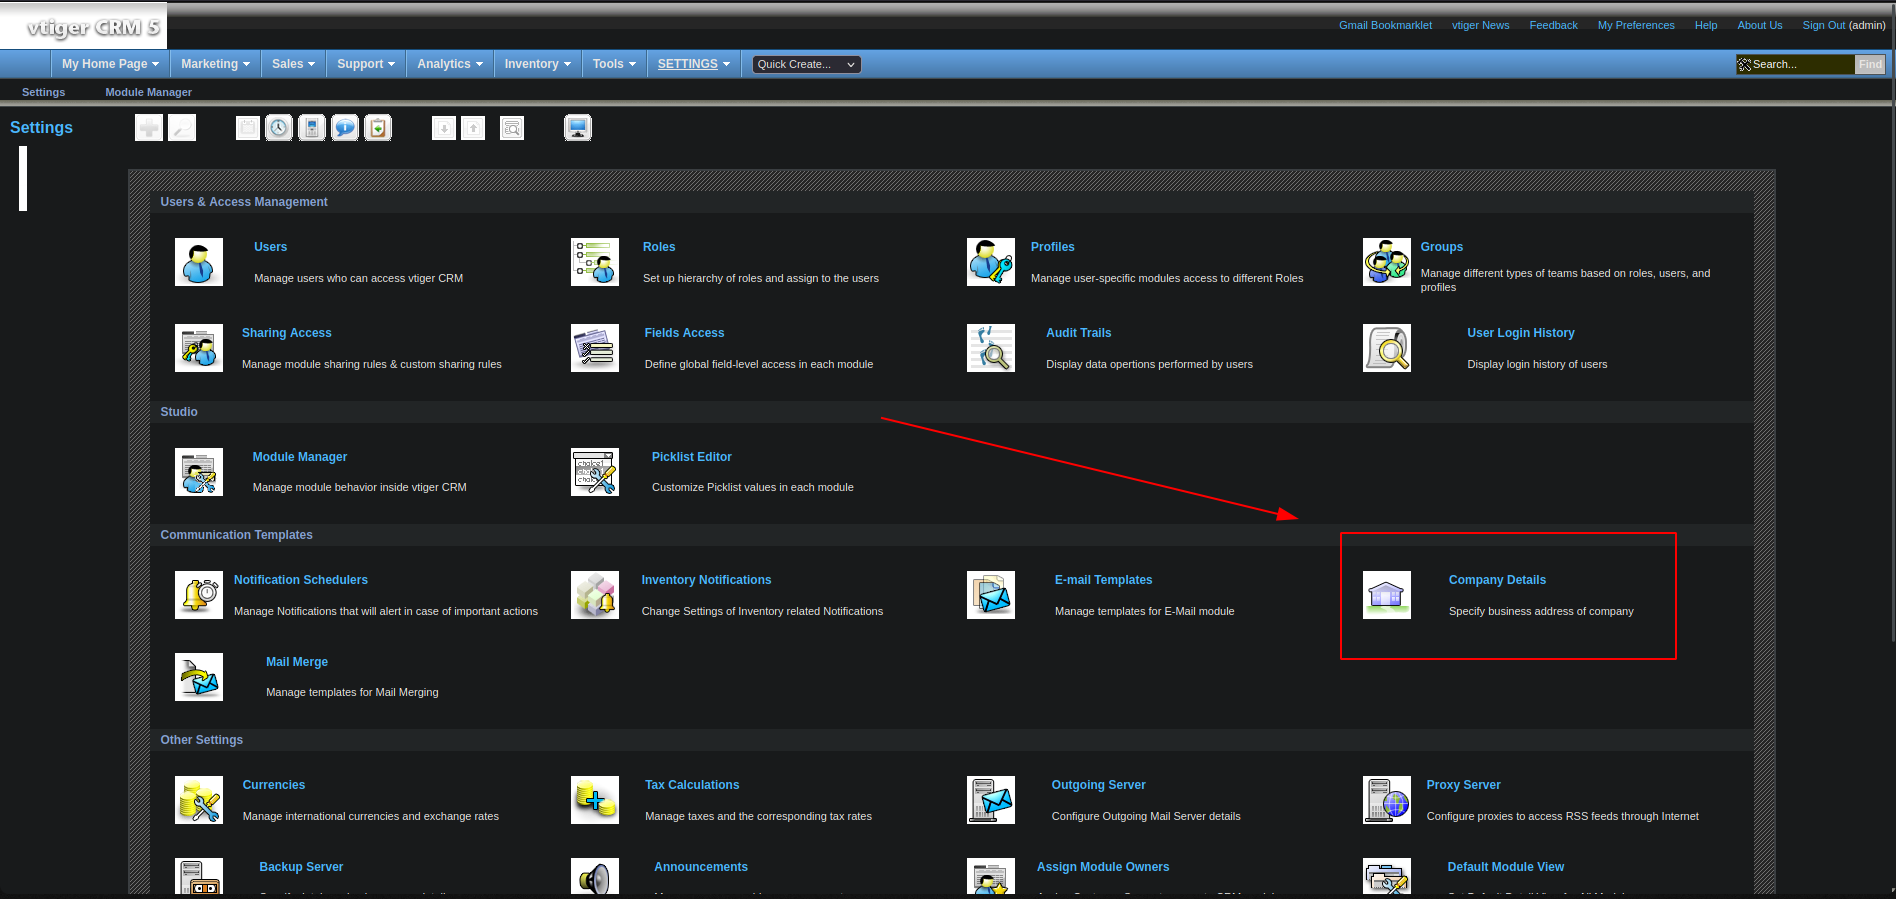 vtiger CRM 5
Gmail Bookmarklet vtiger News Feedback My Preferences Help About Us Sign Out (admin)
My Home Page Marketing Sales Support Analytics Inventory Tools SETTINGS Quick Create... Search... Find
Settings Module Manager
Settings
Users & Access Management
Users Roles Profiles Groups
Manage users who can access vtiger CRM Set up hierarchy of roles and assign to the users Manage user-specific modules access to different Roles Manage different types of teams based on roles, users, and
profiles
Sharing Access Fields Access Audit Trails User Login History
Manage module sharing rules & custom sharing rules Define global field-level access in each module Display data opertions performed by users Display login history of users
Studio
Module Manager Picklist Editor
Manage module behavior inside vtiger CRM Customize Picklist values in each module
Communication Templates
Notification Schedulers Inventory Notifications E-mail Templates Company Details
Manage Notifications that will alert in case of important actions Change Settings of Inventory related Notifications Manage templates for E-Mail module Specify business address of company
Mail Merge
Manage templates for Mail Merging
Other Settings
Currencies Tax Calculations Outgoing Server Proxy Server
Manage international currencies and exchange rates Manage taxes and the corresponding tax rates Configure Outgoing Mail Server details Configure proxies to access RSS feeds through Internet
Backup Server Announcements Assign Module Owners Default Module View